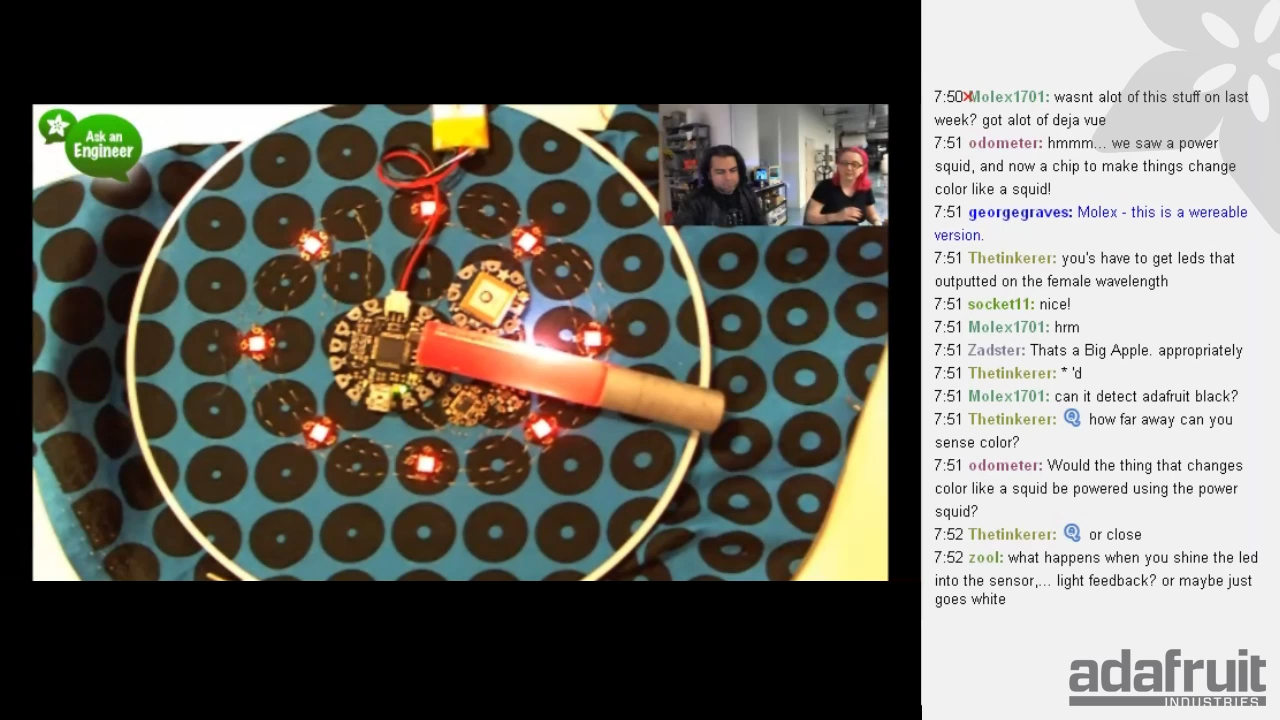 Ask an
Engineer
7:50 Molex1701: wasnt alot of this stuff on last
week? got alot of deja vue
7:51 odometer: hmmm... we saw a power
squid, and now a chip to make things change
color like a squid!
7:51 georgegraves: Molex - this is a wereable
version.
7:51 Thetinkerer: you's have to get leds that
outputted on the female wavelength
7:51 socket11: nice!
7:51 Molex1701: hrm
7:51 Zadster: Thats a Big Apple. appropriately
7:51 Thetinkerer: * 'd
7:51 Molex1701: can it detect adafruit black?
7:51 Thetinkerer: how far away can you
sense color?
7:51 odometer: Would the thing that changes
color like a squid be powered using the power
squid?
7:52 Thetinkerer: or close
7:52 zool: what happens when you shine the led
into the sensor,... light feedback? or maybe just
goes white
adafruit
INDUSTRIES